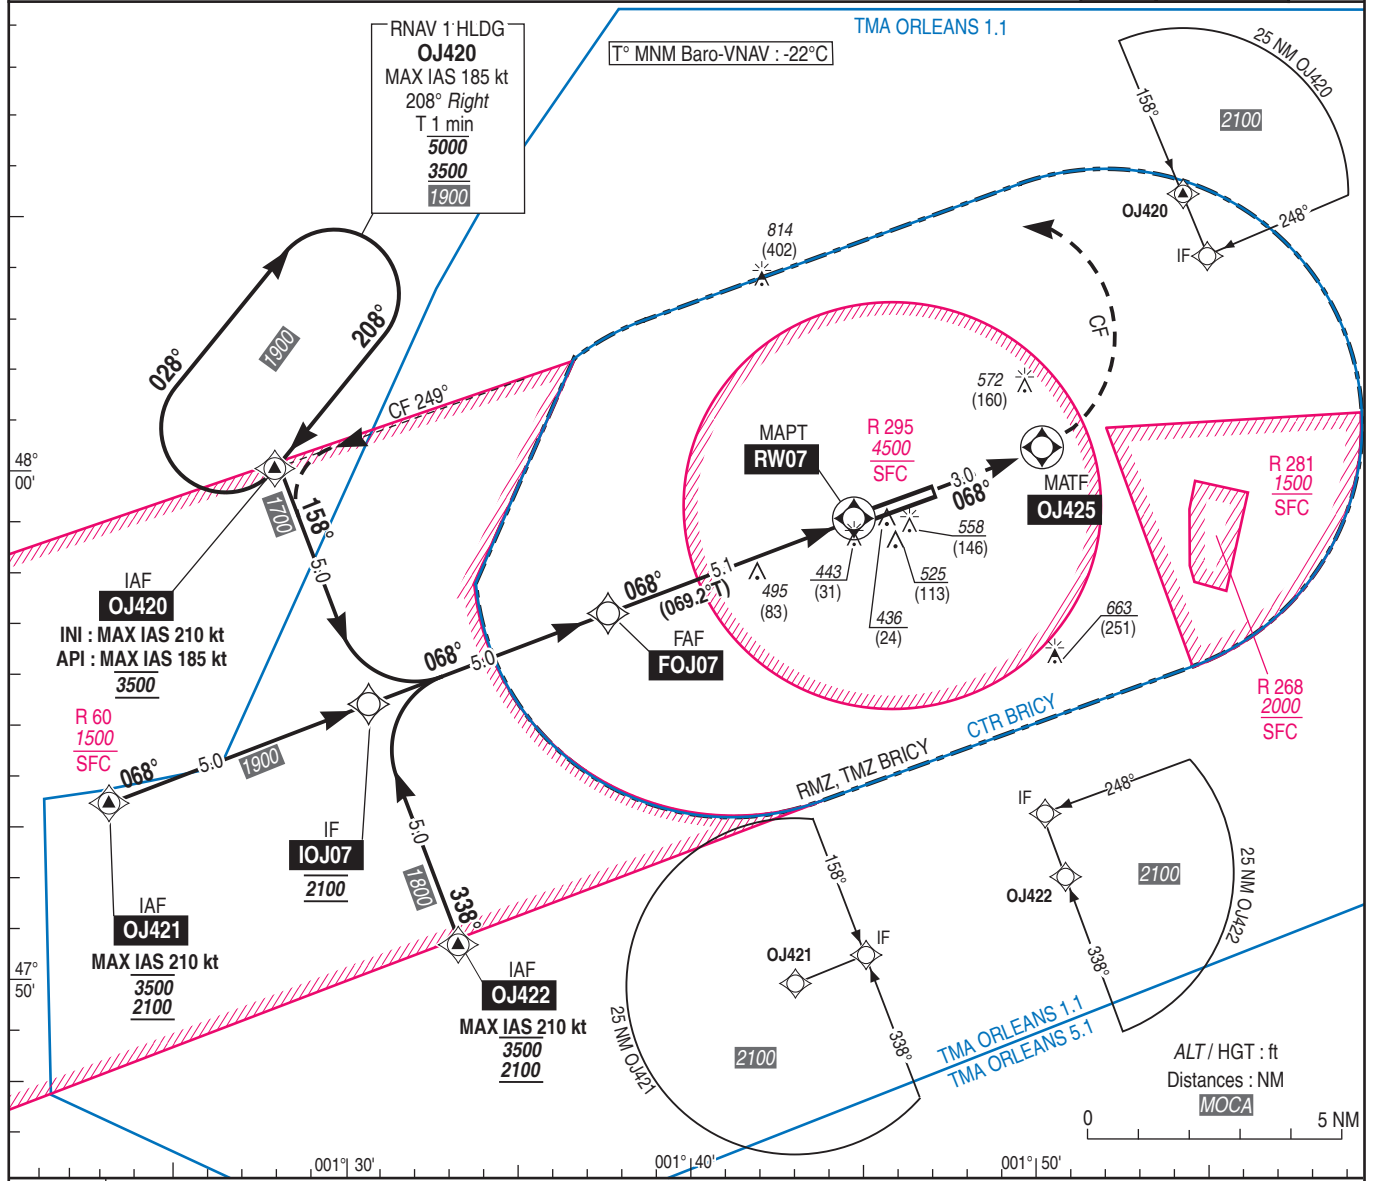 RNAV 1 HLDG
OJ420
MAX IAS 185 kt
208° Right
T 1 min
5000
3500
1900
T° MNM Baro-VNAV : -22°C
TMA ORLEANS 1.1
25 NM OJ420
158°
2100
OJ420
248°
IF
814
(402)
CF
028°
1900
208°
CF 249°
572
(160)
MAPT
RW07
R 295
4500
SFC
3.0
068°
MATF
OJ425
R 281
1500
SFC
48°
00'
1700
158°
5.0
IAF
OJ420
INI : MAX IAS 210 kt
API : MAX IAS 185 kt
3500
558
(146)
525
(113)
443
(31)
436
(24)
495
(83)
5.1
068°
(069.2°T)
FAF
FOJ07
663
(251)
068°
5.0
R 60
1500
SFC
068°
5.0
1900
R 268
2000
SFC
CTR BRICY
RMZ, TMZ BRICY
IF
IOJ07
2100
5.0
1800
338°
IAF
OJ421
MAX IAS 210 kt
3500
2100
IAF
OJ422
MAX IAS 210 kt
3500
2100
47°
50'
158°
OJ421
IF
338°
2100
25 NM OJ421
IF
248°
OJ422
2100
25 NM OJ422
338°
TMA ORLEANS 1.1
TMA ORLEANS 5.1
ALT / HGT : ft
Distances : NM
MOCA
0
5 NM
001° 30'
001° 40'
001° 50'